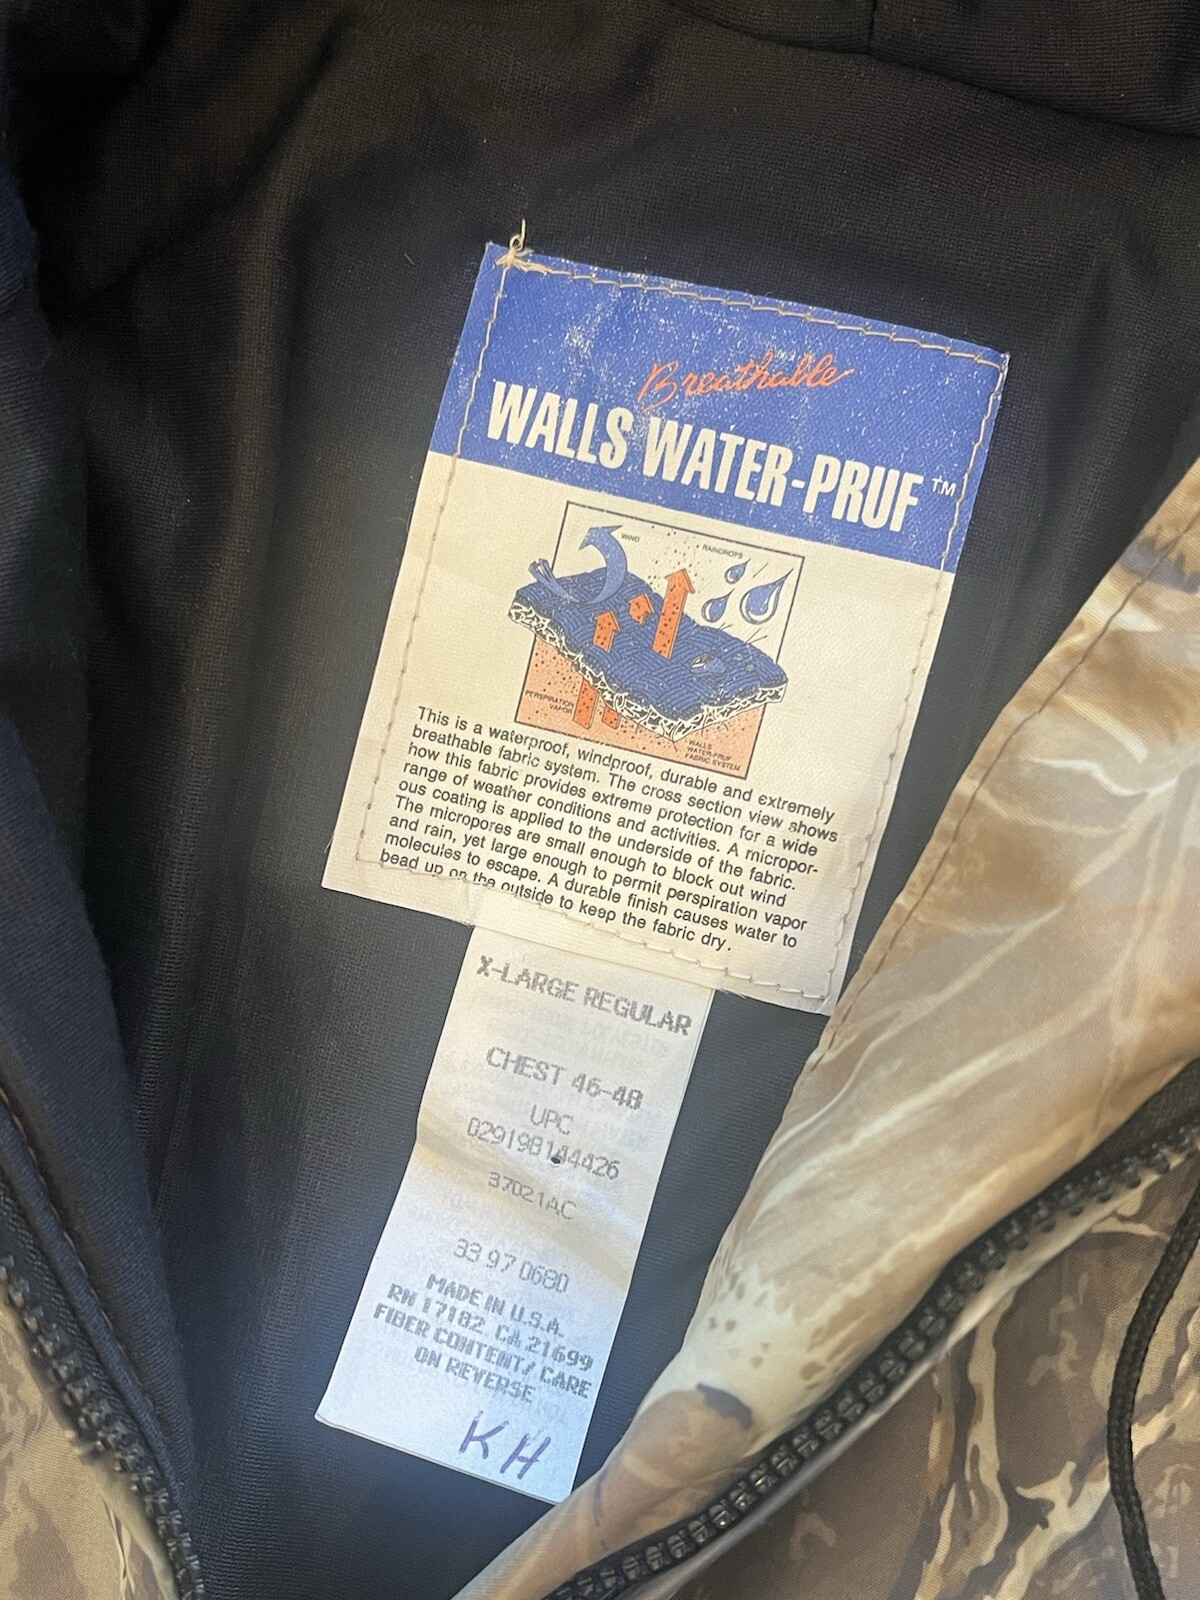 Breathable
WALLS WATER-PRUF™
WIND
RAINDROPS
PERSPIRATION
VAPOR
WALLS
WATER-PRUF
FABRIC SYSTEM
This is a waterproof, windproof, durable and extremely
breathable fabric system. The cross section view shows
how this fabric provides extreme protection for a wide
range of weather conditions and activities. A micropor-
ous coating is applied to the underside of the fabric.
The micropores are small enough to block out wind
and rain, yet large enough to permit perspiration vapor
molecules to escape. A durable finish causes water to
bead up on the outside to keep the fabric dry.
X-LARGE REGULAR
CHEST 46-48
UPC
029198144426
37021AC
33 97 0680
MADE IN U.S.A.
RN 17182 CA 21699
FIBER CONTENT/ CARE
ON REVERSE
KH